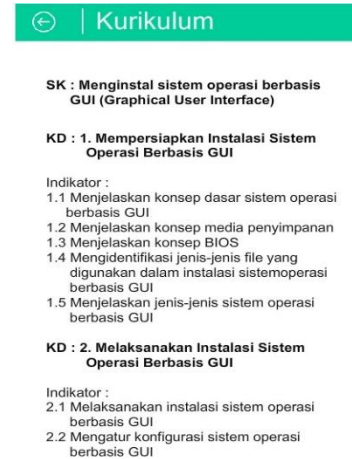 Kurikulum
SK : Menginstal sistem operasi berbasis
GUI (Graphical User Interface)
KD : 1. Mempersiapkan Instalasi Sistem
Operasi Berbasis GUI
Indikator :
1.1 Menjelaskan konsep dasar sistem operasi
berbasis GUI
1.2 Menjelaskan konsep media penyimpanan
1.3 Menjelaskan konsep BIOS
1.4 Mengidentifikasi jenis-jenis file yang
digunakan dalam instalasi sistemoperasi
berbasis GUI
1.5 Menjelaskan jenis-jenis sistem operasi
berbasis GUI
KD : 2. Melaksanakan Instalasi Sistem
Operasi Berbasis GUI
Indikator :
2.1 Melaksanakan instalasi sistem operasi
berbasis GUI
2.2 Mengatur konfigurasi sistem operasi
berbasis GUI